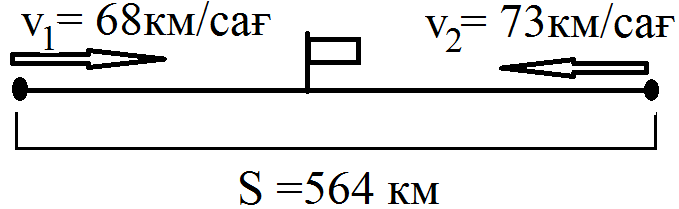 v₁= 68км/сағ
v₂= 73км/сағ
S =564 км